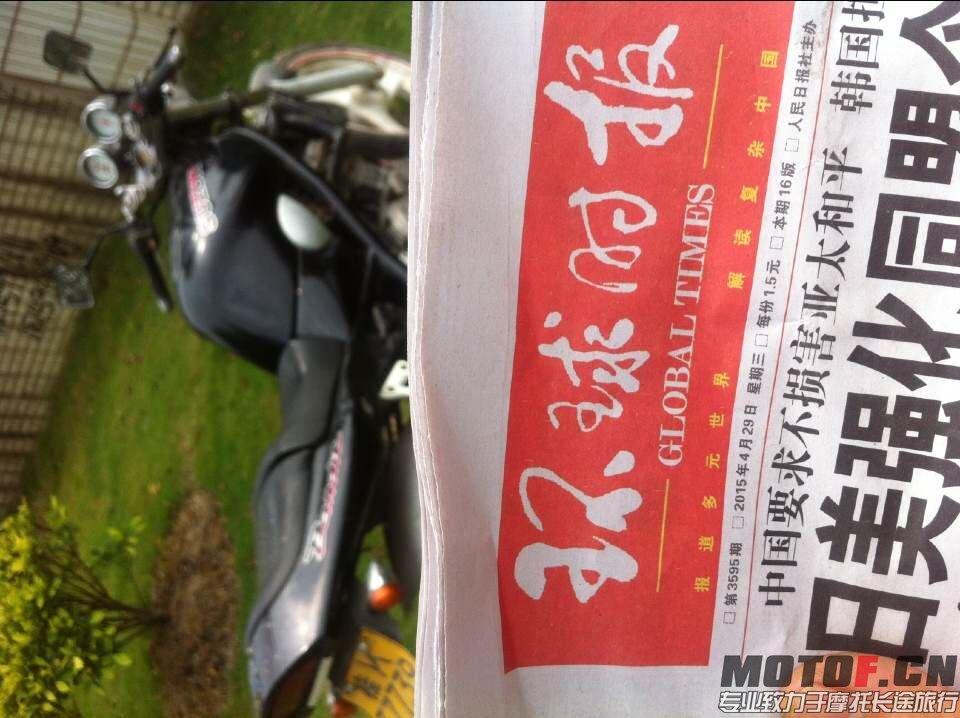 环球时报
GLOBAL TIMES
报道多元世界 解读复杂中国
□ 第3595期 □ 2015年4月29日 星期三 □ 每份1.5元 □ 本期16版 □ 人民日报社主办
中国要求不损害亚太和平 韩国
日美强化同盟
MOTOF.CN
专业致力于摩托长途旅行